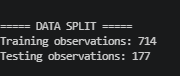 ===== DATA SPLIT =====
Training observations: 714
Testing observations: 177